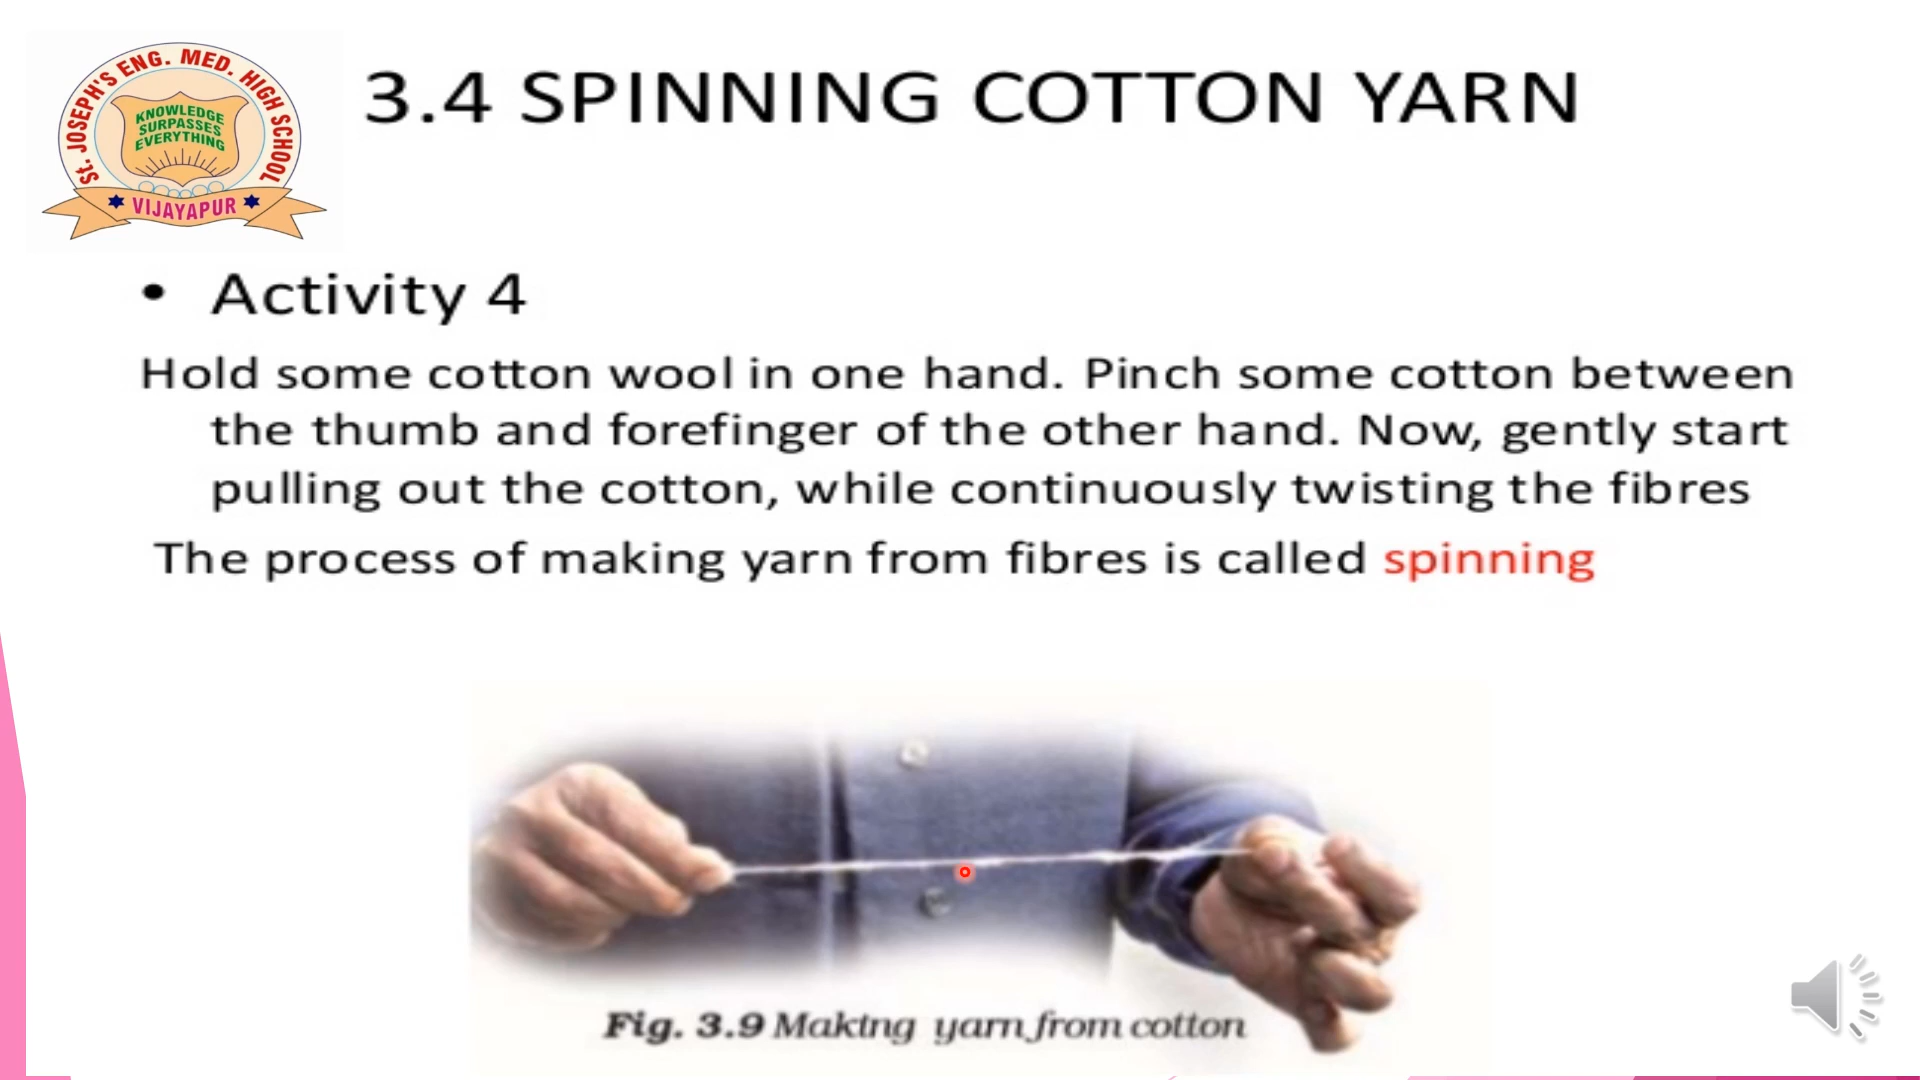 St. JOSEPH'S ENG. MED. HIGH SCHOOL
KNOWLEDGE
SURPASSES
EVERYTHING
VIJAYAPUR
3.4 SPINNING COTTON YARN
• Activity 4
Hold some cotton wool in one hand. Pinch some cotton between
the thumb and forefinger of the other hand. Now, gently start
pulling out the cotton, while continuously twisting the fibres
The process of making yarn from fibres is called spinning
Fig. 3.9 Making yarn from cotton